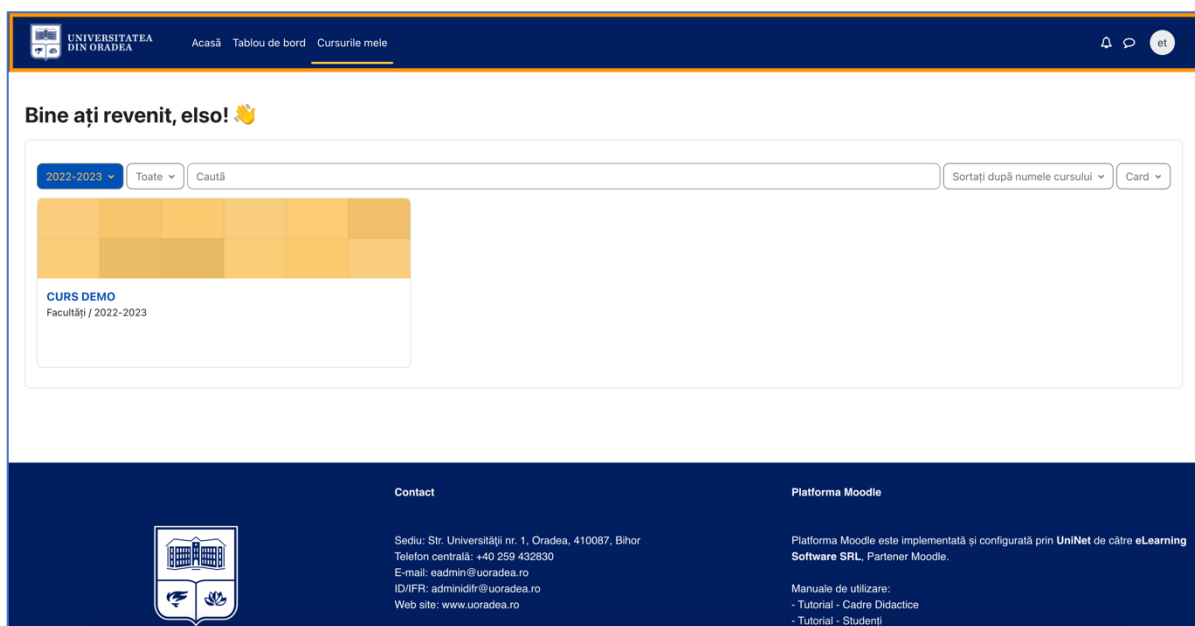 UNIVERSITATEA
DIN ORADEA
Acasă Tablou de bord Cursurile mele
et
Bine ați revenit, elso! 👋
2022-2023
Toate
Caută
Sortați după numele cursului
Card
CURS DEMO
Facultăți / 2022-2023
Contact
Sediu: Str. Universităţii nr. 1, Oradea, 410087, Bihor
Telefon centrală: +40 259 432830
E-mail: eadmin@uoradea.ro
ID/IFR: adminidifr@uoradea.ro
Web site: www.uoradea.ro
Platforma Moodle
Platforma Moodle este implementată și configurată prin UniNet de către eLearning
Software SRL, Partener Moodle.
Manuale de utilizare:
- Tutorial - Cadre Didactice
- Tutorial - Studenți